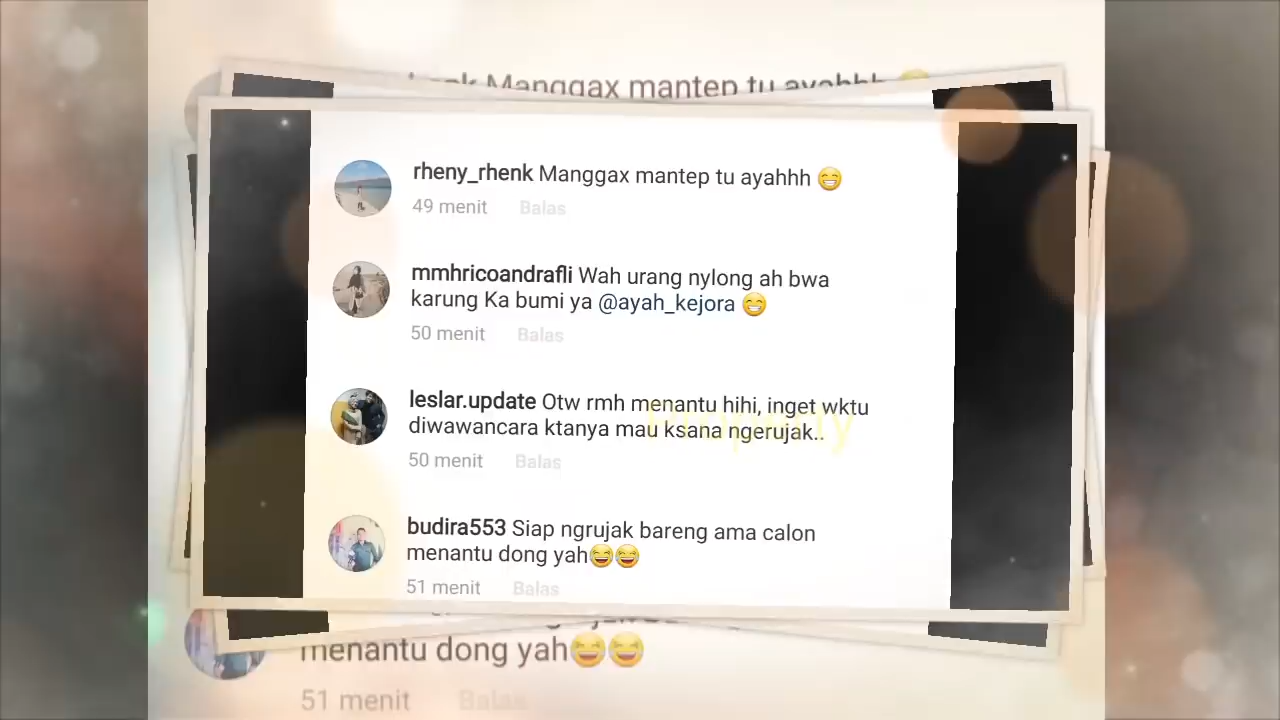 Manggax mantep tu ayahhh
rheny_rhenk Manggax mantep tu ayahhh 😁
49 menit Balas
mmhricoandrafli Wah urang nylong ah bwa
karung Ka bumi ya @ayah_kejora 😁
50 menit Balas
leslar.update Otw rmh menantu hihi, inget wktu
diwawancara ktanya mau ksana ngerujak..
Property
50 menit Balas
budira553 Siap ngrujak bareng ama calon
menantu dong yah😆😆
51 menit Balas
menantu dong yah😆😆
51 menit Balas